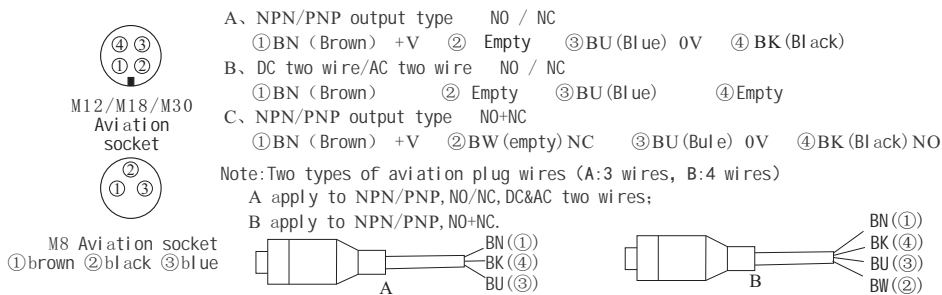 A、NPN/PNP output type NO / NC
①BN（Brown）+V ② Empty ③BU(Blue) 0V ④BK(Black)
B、DC two wire/AC two wire NO / NC
①BN（Brown） ② Empty ③BU(Blue) ④Empty
C、NPN/PNP output type NO+NC
①BN（Brown）+V ②BW(empty)NC ③BU(Bule) 0V ④BK(Black)NO
Note:Two types of aviation plug wires (A:3 wires, B:4 wires)
A apply to NPN/PNP,NO/NC,DC&AC two wires;
B apply to NPN/PNP,NO+NC.
④ ③
① ②
M12/M18/M30
Aviation
socket
②
① ③
M8 Aviation socket
①brown ②black ③blue
BN(①)
BK(④)
BU(③)
A
BN(①)
BK(④)
BU(③)
BW(②)
B